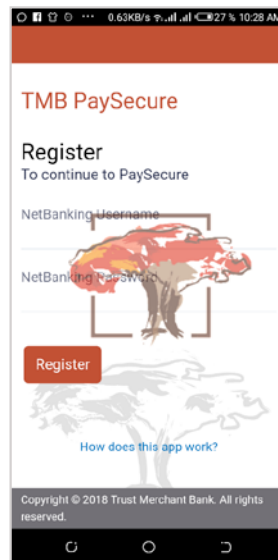 0.63KB/s 27 % 10:28 AM
TMB PaySecure
Register
To continue to PaySecure
NetBanking Username
NetBanking Password
Register
How does this app work?
Copyright © 2018 Trust Merchant Bank. All rights
reserved.